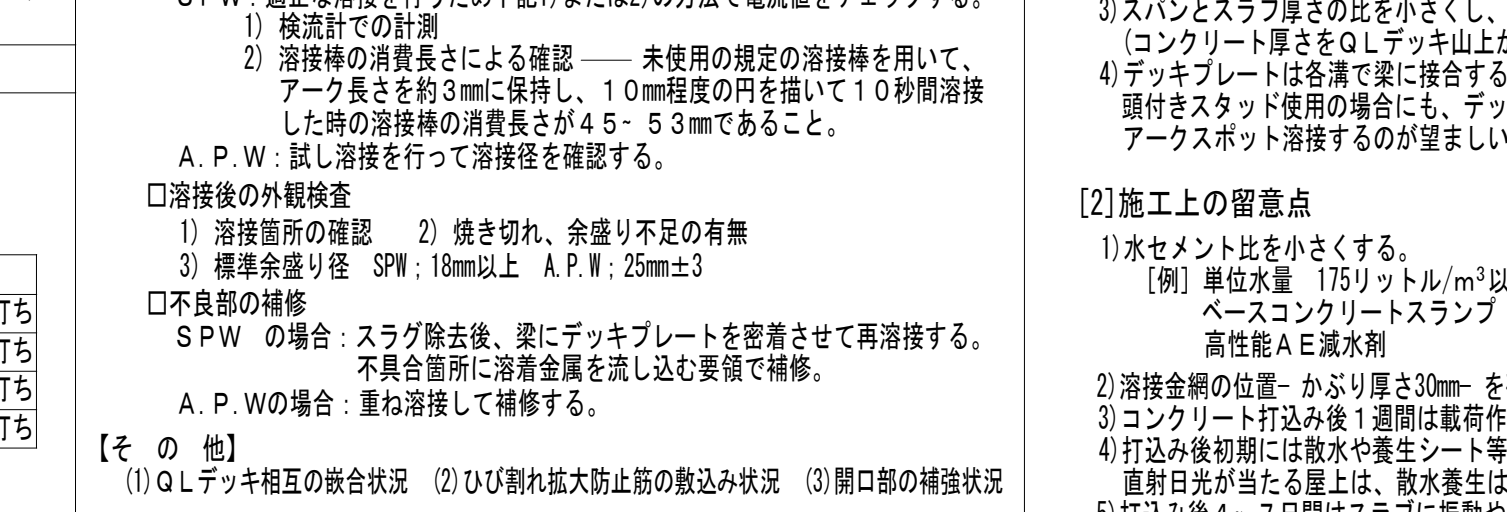 ＳＰＷ：適正な溶接を行うため下記1)または2)の方法で電流値をチェックする。
1) 検流計での計測
2) 溶接棒の消費長さによる確認 ―― 未使用の規定の溶接棒を用いて、
アーク長さを約３㎜に保持し、１０㎜程度の円を描いて１０秒間溶接
した時の溶接棒の消費長さが４５~ ５３㎜であること。
Ａ.Ｐ.Ｗ：試し溶接を行って溶接径を確認する。
□溶接後の外観検査
1) 溶接箇所の確認　2) 焼き切れ、余盛り不足の有無
3) 標準余盛り径　SPW；18mm以上　A.P.W；25mm±3
□不良部の補修
ＳＰＷ　の場合：スラグ除去後、梁にデッキプレートを密着させて再溶接する。
不具合箇所に溶着金属を流し込む要領で補修。
Ａ.Ｐ.Ｗの場合：重ね溶接して補修する。
【そ　の　他】
(1)ＱＬデッキ相互の嵌合状況　(2)ひび割れ拡大防止筋の敷込み状況　(3)開口部の補強状況
打ち
打ち
打ち
打ち
3)スパンとスラブ厚さの比を小さくし、
(コンクリート厚さをＱＬデッキ山上か
4)デッキプレートは各溝で梁に接合する
頭付きスタッド使用の場合にも、デッ
アークスポット溶接するのが望ましい
[2]施工上の留意点
1)水セメント比を小さくする。
[例] 単位水量　175リットル/m³以
ベースコンクリートスランプ
高性能ＡＥ減水剤
2)溶接金網の位置- かぶり厚さ30mm- を
3)コンクリート打込み後１週間は載荷作
4)打込み後初期には散水や養生シート等
直射日光が当たる屋上は、散水養生は
5)打込み後４~ ７日間はスラブに振動や